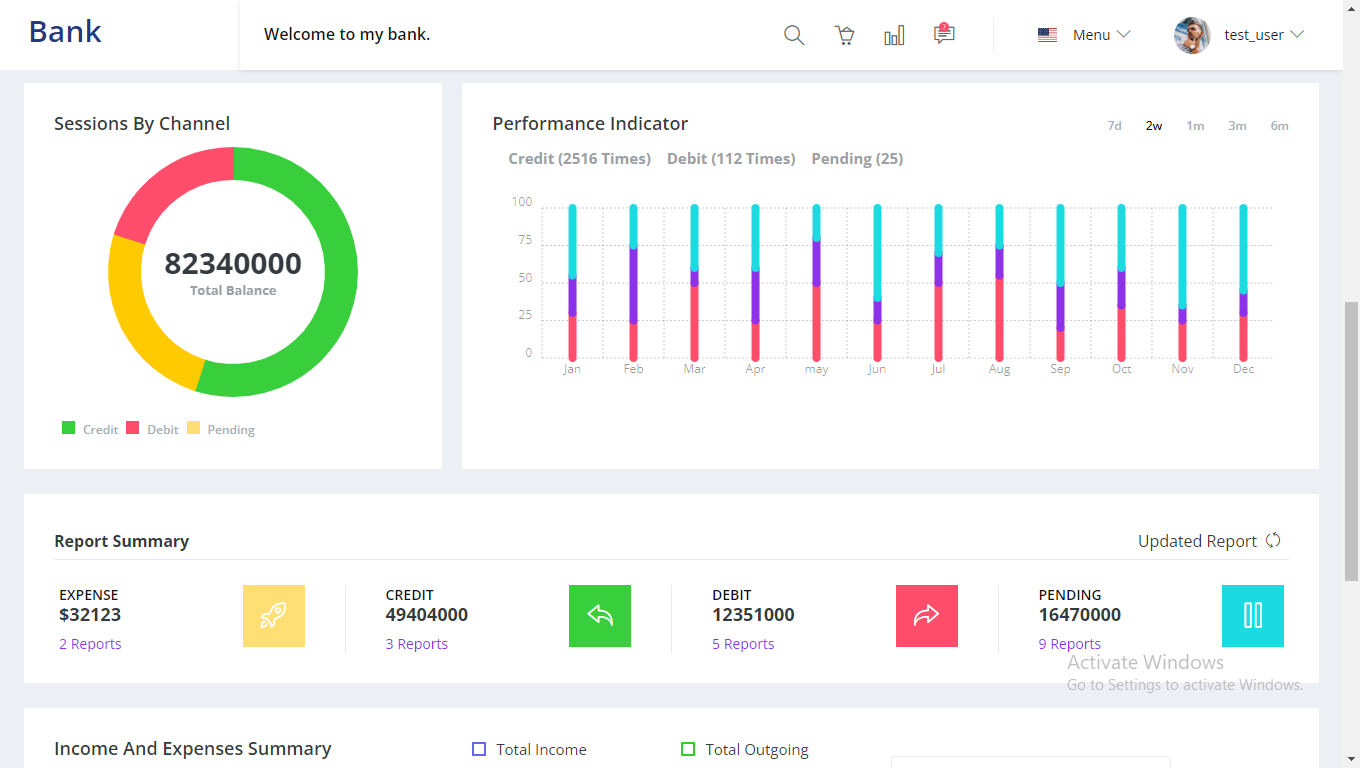 Bank
Welcome to my bank.
Menu
test_user
Sessions By Channel
82340000
Total Balance
Credit Debit Pending
Performance Indicator
7d 2w 1m 3m 6m
Credit (2516 Times) Debit (112 Times) Pending (25)
100
75
50
25
0
Jan Feb Mar Apr may Jun Jul Aug Sep Oct Nov Dec
Report Summary
Updated Report
EXPENSE
$32123
2 Reports
CREDIT
49404000
3 Reports
DEBIT
12351000
5 Reports
PENDING
16470000
9 Reports
Activate Windows
Go to Settings to activate Windows.
Income And Expenses Summary
Total Income
Total Outgoing